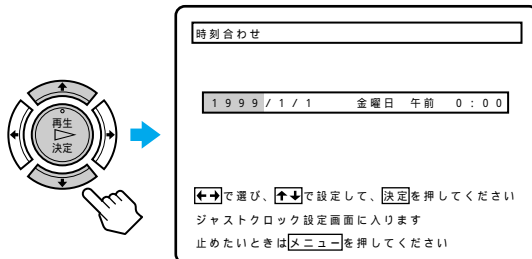 時刻合わせ
1999/1/1 金曜日 午前 0:00
再生
決定
←→で選び、↑↓で設定して、決定を押してください
ジャストクロック設定画面に入ります
止めたいときはメニューを押してください